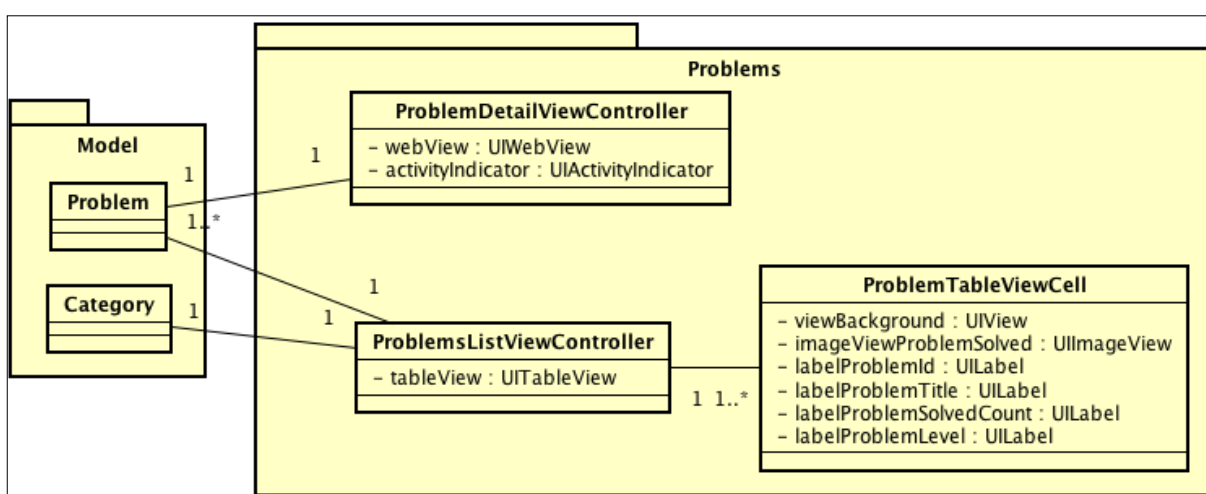 Problems
Model
ProblemDetailViewController
- webView : UIWebView
- activityIndicator : UIActivityIndicator
1
1
Problem
1..*
1
Category
1
1
ProblemsListViewController
- tableView : UITableView
1 1..*
ProblemTableViewCell
- viewBackground : UIView
- imageViewProblemSolved : UIImageView
- labelProblemId : UILabel
- labelProblemTitle : UILabel
- labelProblemSolvedCount : UILabel
- labelProblemLevel : UILabel